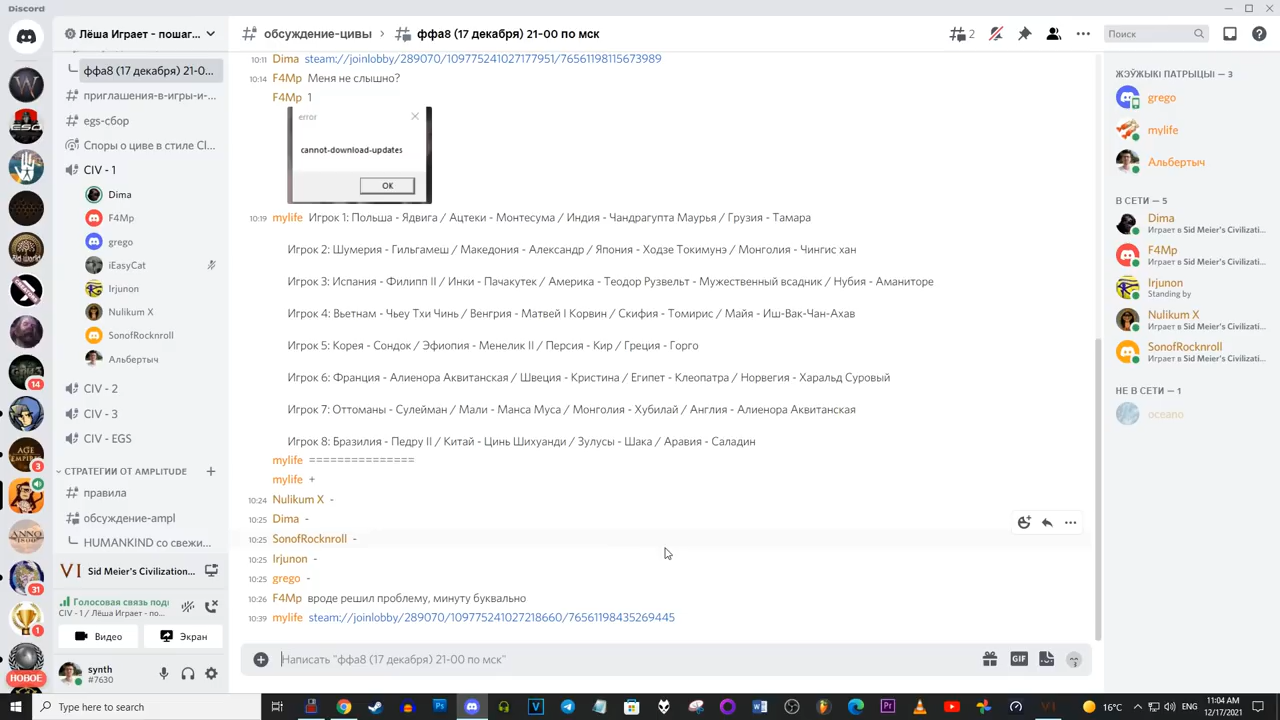 Discord
Лёша Играет - пошаг...
обсуждение-цивы
ффа8 (17 декабря) 21-00 по мск
2
Поиск
ффа8 (17 декабря) 21-0...
приглашения-в-игры-и-...
egs-сбор
Споры о циве в стиле Cl...
CIV - 1
Dima
F4Mp
grego
iEasyCat
Irjunon
Nulikum X
SonofRocknroll
Альбертыч
CIV - 2
CIV - 3
CIV - EGS
СТРАТЕГИИ ОТ AMPLITUDE
правила
обсуждение-ampl
HUMANKIND со свежи...
Sid Meier's Civilization...
Голосовая связь подк
CIV - 1 / Лёша Играет - по...
Видео
Экран
synth
#7630
14
3
31
1
НОВОЕ
10:11 Dima steam://joinlobby/289070/109775241027177951/76561198115673989
10:14 F4Mp Меня не слышно?
F4Mp 1
error
cannot-download-updates
OK
10:19 mylife Игрок 1: Польша - Ядвига / Ацтеки - Монтесума / Индия - Чандрагупта Маурья / Грузия - Тамара
Игрок 2: Шумерия - Гильгамеш / Македония - Александр / Япония - Ходзе Токимунэ / Монголия - Чингис хан
Игрок 3: Испания - Филипп II / Инки - Пачакутек / Америка - Теодор Рузвельт - Мужественный всадник / Нубия - Аманиторе
Игрок 4: Вьетнам - Чьеу Тхи Чинь / Венгрия - Матвей I Корвин / Скифия - Томирис / Майя - Иш-Вак-Чан-Ахав
Игрок 5: Корея - Сондок / Эфиопия - Менелик II / Персия - Кир / Греция - Горго
Игрок 6: Франция - Алиенора Аквитанская / Швеция - Кристина / Египет - Клеопатра / Норвегия - Харальд Суровый
Игрок 7: Оттоманы - Сулейман / Мали - Манса Муса / Монголия - Хубилай / Англия - Алиенора Аквитанская
Игрок 8: Бразилия - Педру II / Китай - Цинь Шихуанди / Зулусы - Шака / Аравия - Саладин
mylife ===============
mylife +
10:24 Nulikum X -
10:25 Dima -
10:25 SonofRocknroll -
10:25 Irjunon -
10:25 grego -
10:26 F4Mp вроде решил проблему, минуту буквально
10:39 mylife steam://joinlobby/289070/109775241027218660/76561198435269445
Написать "ффа8 (17 декабря) 21-00 по мск"
GIF
ЖЭЎЖЫКІ ПАТРЫЦЫІ — 3
grego
mylife
Альбертыч
В СЕТИ — 5
Dima
Играет в Sid Meier's Civilizati...
F4Mp
Играет в Sid Meier's Civilizati...
Irjunon
Standing by
Nulikum X
Играет в Sid Meier's Civilizati...
SonofRocknroll
Играет в Sid Meier's Civilizati...
НЕ В СЕТИ — 1
oceano
Type here to search
16°C
ENG
11:04 AM
12/17/2021